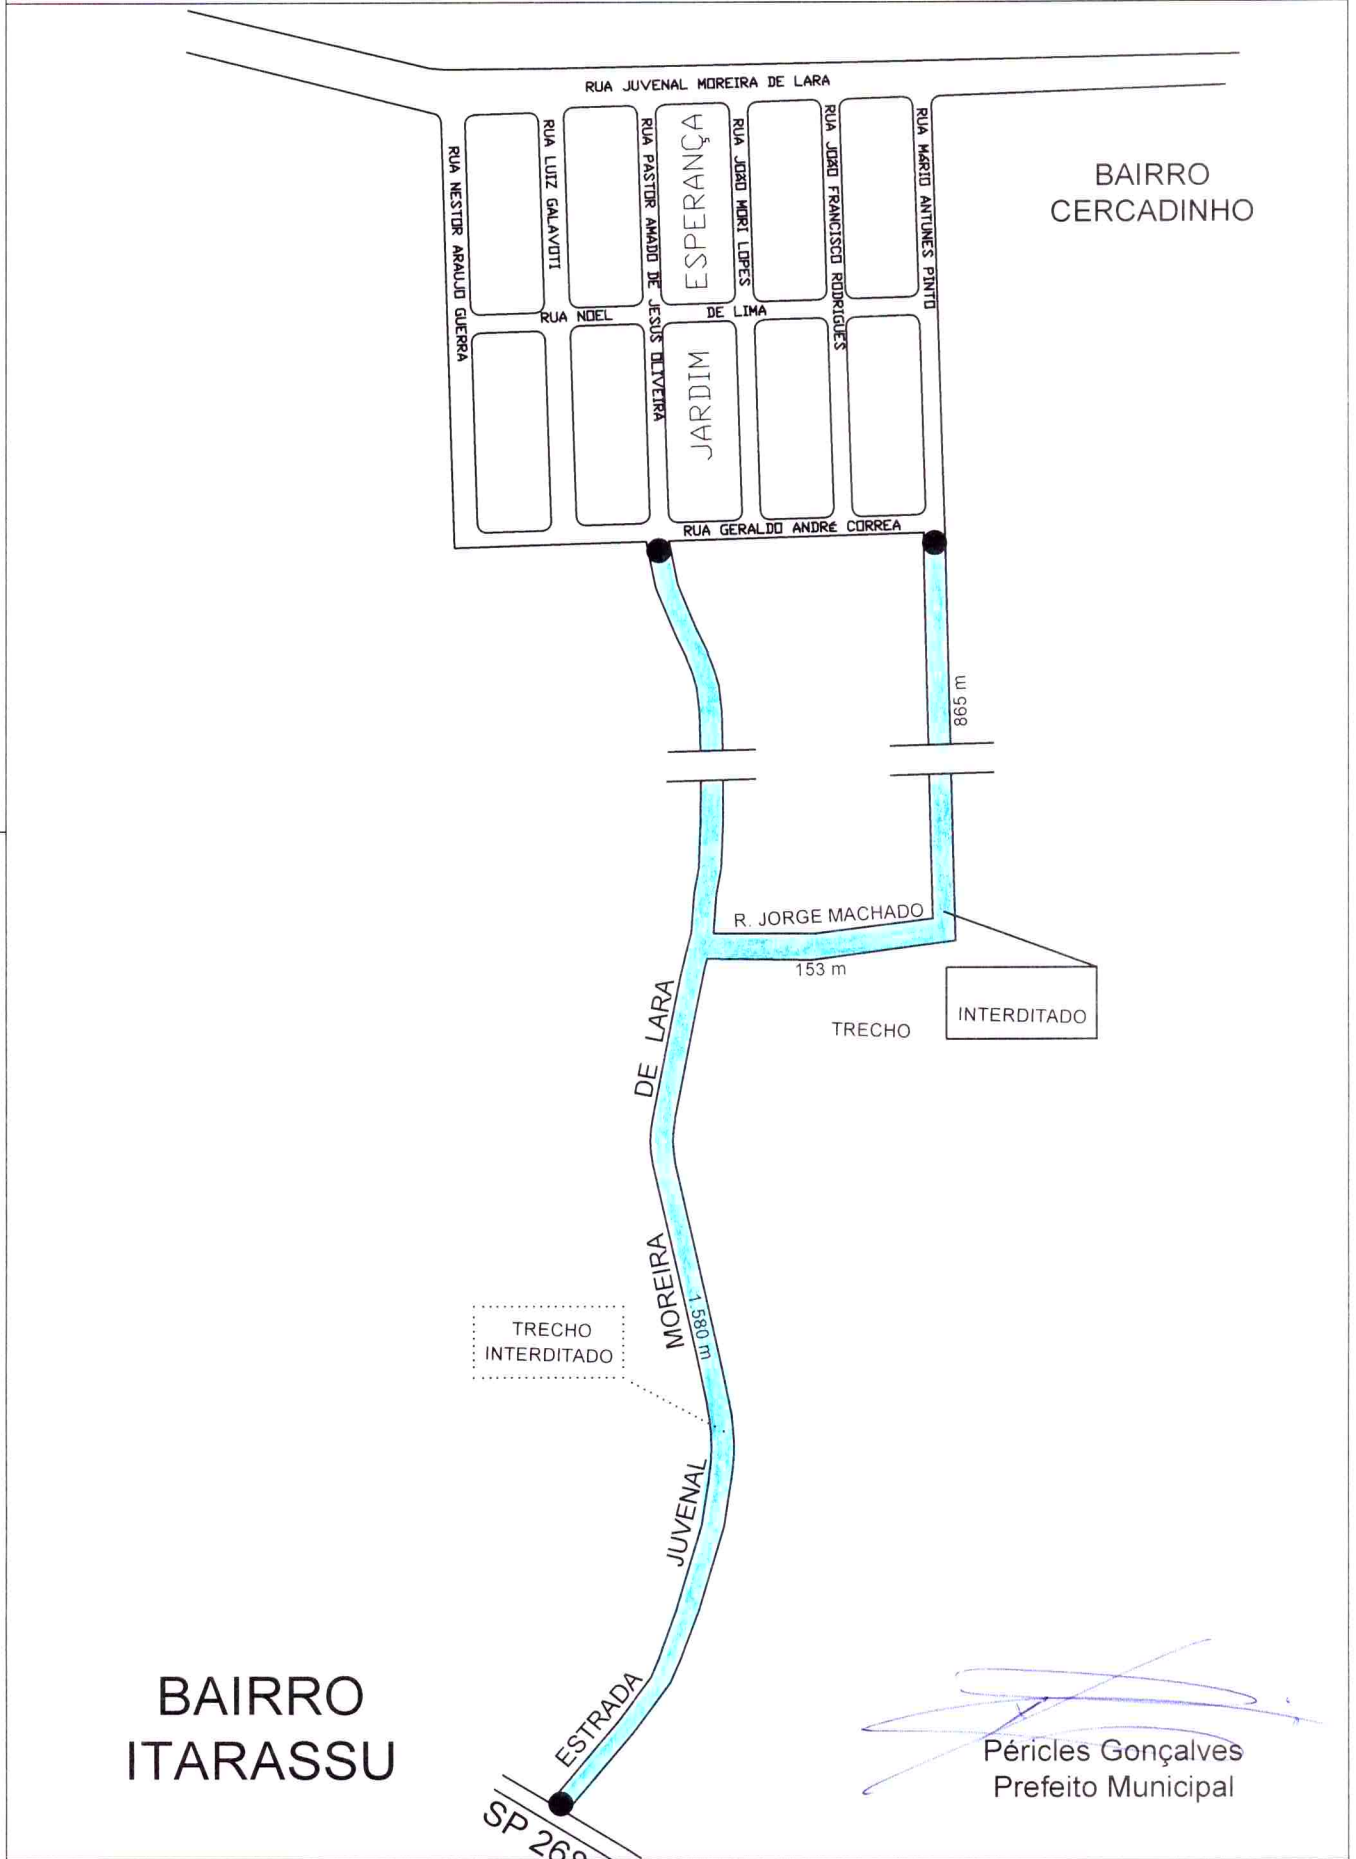 RUA JUVENAL MOREIRA DE LARA
RUA NESTOR ARAUJO GUERRA
RUA LUIZ GALAVOTI
RUA PASTOR AMADO DE JESUS OLIVEIRA
JARDIM ESPERANÇA
RUA JOÃO MORI LOPES
RUA JOÃO FRANCISCO RODRIGUES
RUA MÁRIO ANTUNES PINTO
BAIRRO
CERCADINHO
RUA NOEL DE LIMA
RUA GERALDO ANDRé CORREA
865 m
R. JORGE MACHADO
153 m
TRECHO INTERDITADO
ESTRADA JUVENAL MOREIRA DE LARA
1.580 m
TRECHO
INTERDITADO
BAIRRO
ITARASSU
SP
Péricles Gonçalves
Prefeito Municipal